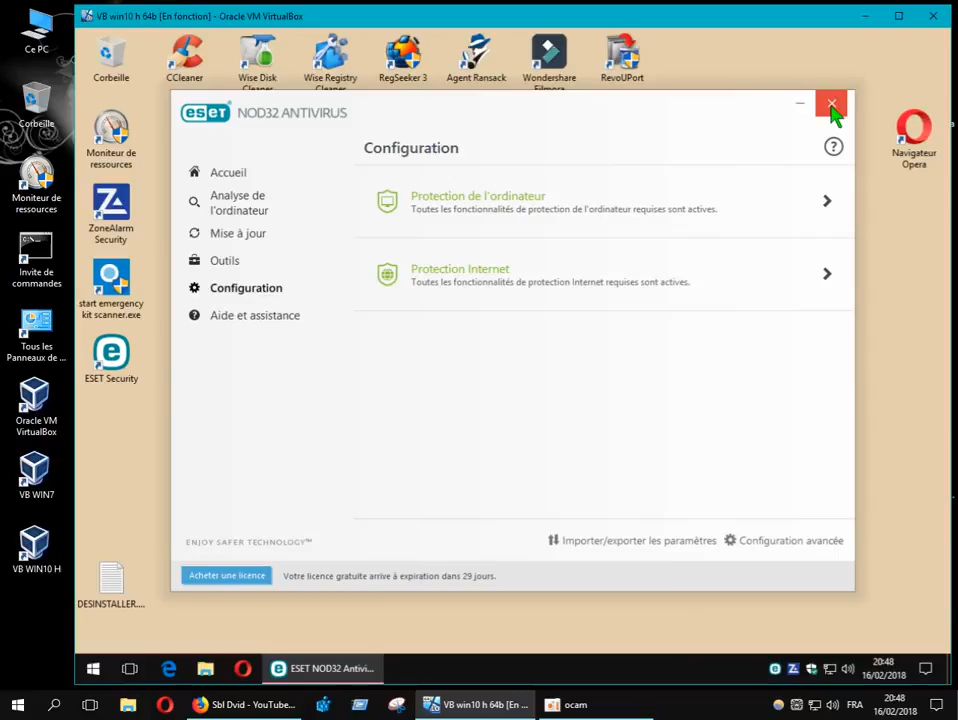 VB win10 h 64b [En fonction] - Oracle VM VirtualBox
Ce PC
Corbeille
Moniteur de
ressources
Invite de
commandes
Tous les
Panneaux de ...
Oracle VM
VirtualBox
VB WIN7
VB WIN10 H
Corbeille
CCleaner
Wise Disk
Cleaner
Wise Registry
Cleaner
RegSeeker 3
Agent Ransack
Wondershare
Filmora
RevoUPort
Moniteur de
ressources
ZoneAlarm
Security
start emergency
kit scanner.exe
ESET Security
DESINSTALLER....
Navigateur
Opera
eset NOD32 ANTIVIRUS
Accueil
Analyse de
l'ordinateur
Mise à jour
Outils
Configuration
Aide et assistance
Configuration
Protection de l'ordinateur
Toutes les fonctionnalités de protection de l'ordinateur requises sont actives.
Protection Internet
Toutes les fonctionnalités de protection Internet requises sont actives.
ENJOY SAFER TECHNOLOGY™
Importer/exporter les paramètres
Configuration avancée
Acheter une licence
Votre licence gratuite arrive à expiration dans 29 jours.
ESET NOD32 Antivi...
20:48
16/02/2018
Sbl Dvid - YouTube...
VB win10 h 64b [En ...
ocam
FRA
20:48
16/02/2018